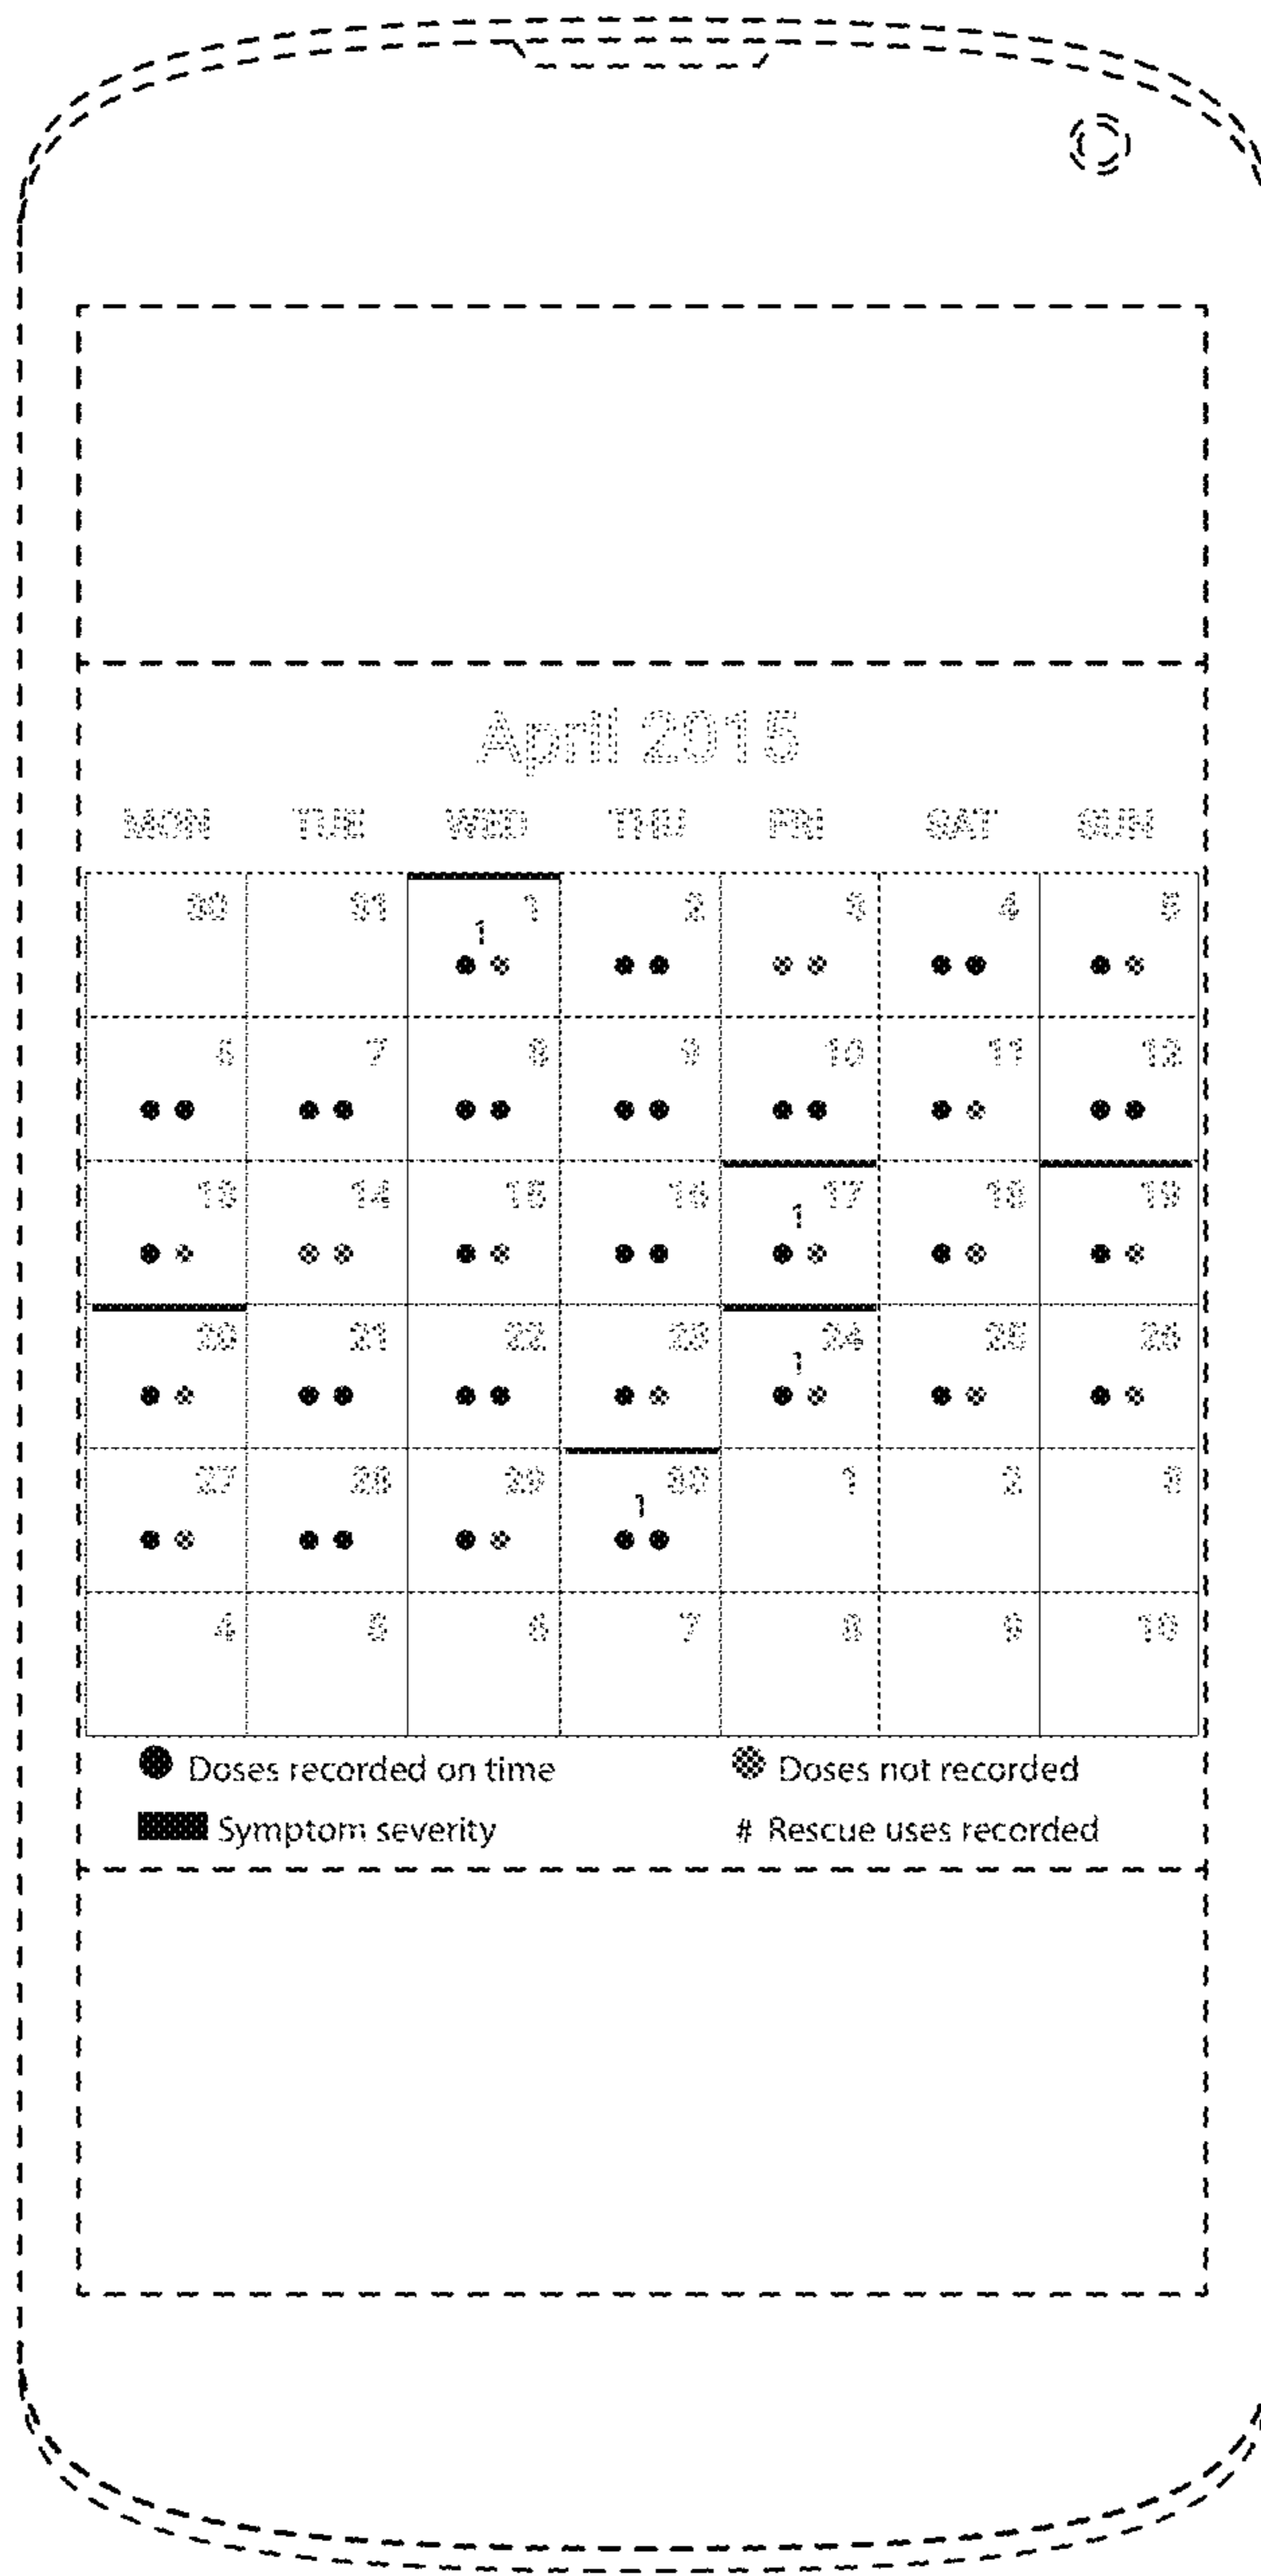 April 2015
MON TUE WED THU FRI SAT SUN
30 31 1 2 3 4 5
1
6 7 8 9 10 11 12
13 14 15 16 17 18 19
1
20 21 22 23 24 25 26
1
27 28 29 30 1 2 3
1
4 5 6 7 8 9 10
Doses recorded on time Doses not recorded
Symptom severity # Rescue uses recorded